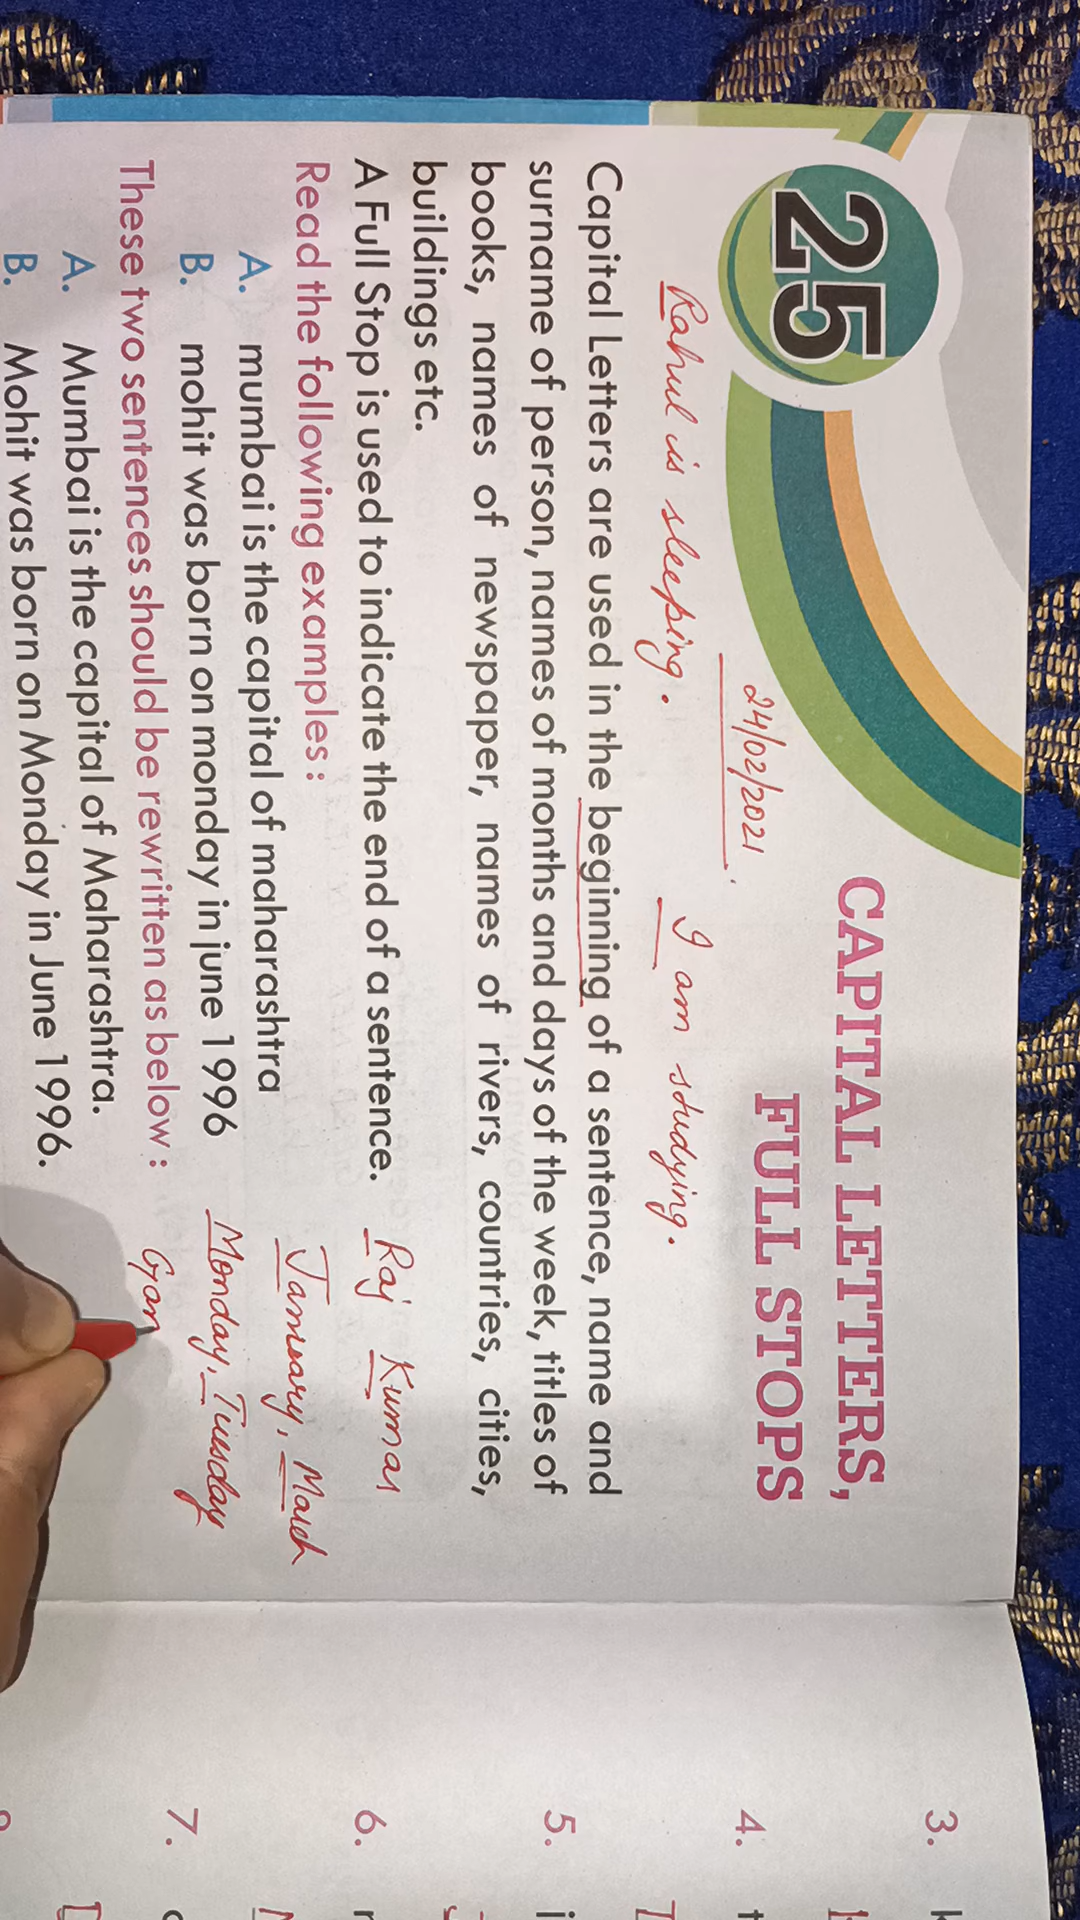 25
CAPITAL LETTERS,
FULL STOPS
24/02/2021
Rahul is sleeping. I am studying.
Capital Letters are used in the beginning of a sentence, name and
surname of person, names of months and days of the week, titles of
books, names of newspaper, names of rivers, countries, cities,
buildings etc.
A Full Stop is used to indicate the end of a sentence.
Raj Kumar
Read the following examples :
January, March
A. mumbai is the capital of maharashtra
B. mohit was born on monday in june 1996
Monday, Tuesday
These two sentences should be rewritten as below :
Gyan
A. Mumbai is the capital of Maharashtra.
B. Mohit was born on Monday in June 1996.
3.
4.
5.
6.
7.